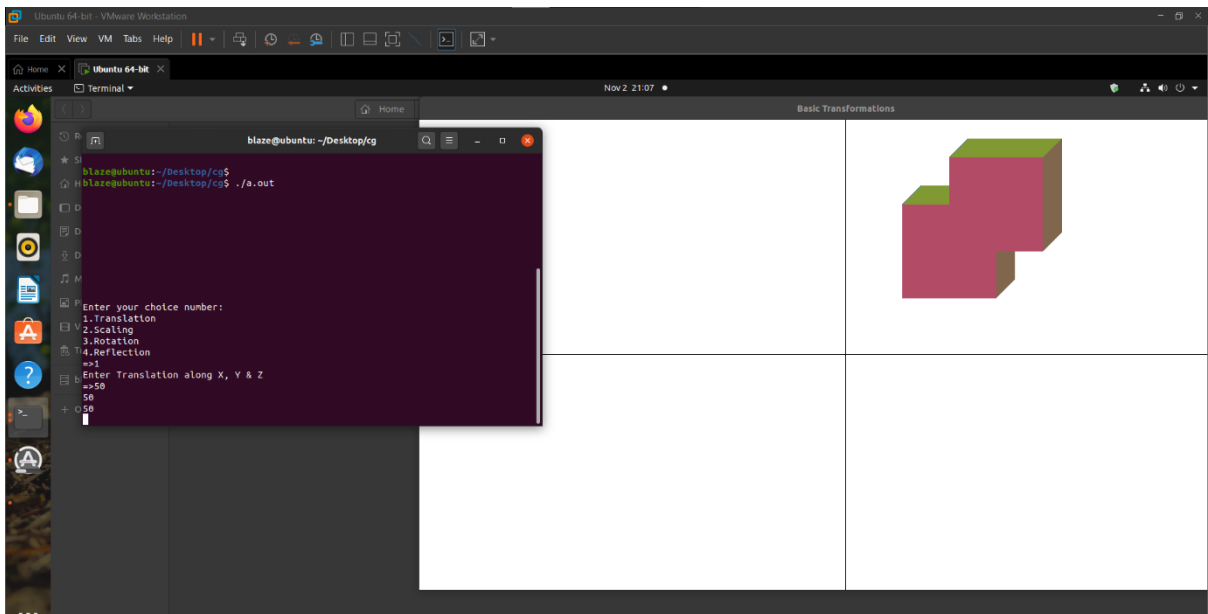 Ubuntu 64-bit - VMware Workstation
File Edit View VM Tabs Help
Home Ubuntu 64-bit
Activities Terminal Nov 2 21:07
Home Basic Transformations
blaze@ubuntu: ~/Desktop/cg
blaze@ubuntu:~/Desktop/cg$
blaze@ubuntu:~/Desktop/cg$ ./a.out
Enter your choice number:
1.Translation
2.Scaling
3.Rotation
4.Reflection
=>1
Enter Translation along X, Y & Z
=>50
50
50